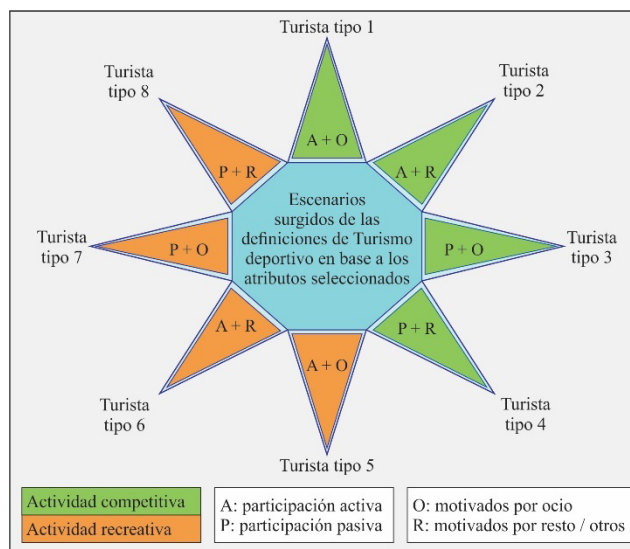 Turista
tipo 1
Turista
tipo 8
Turista
tipo 2
P + R
A + O
A + R
Escenarios
surgidos de las
definiciones de Turismo
deportivo en base a los
atributos seleccionados
Turista
tipo 7
P + O
P + O
Turista
tipo 3
A + R
P + R
A + O
Turista
tipo 6
Turista
tipo 4
Turista
tipo 5
Actividad competitiva
Actividad recreativa
A: participación activa
P: participación pasiva
O: motivados por ocio
R: motivados por resto / otros